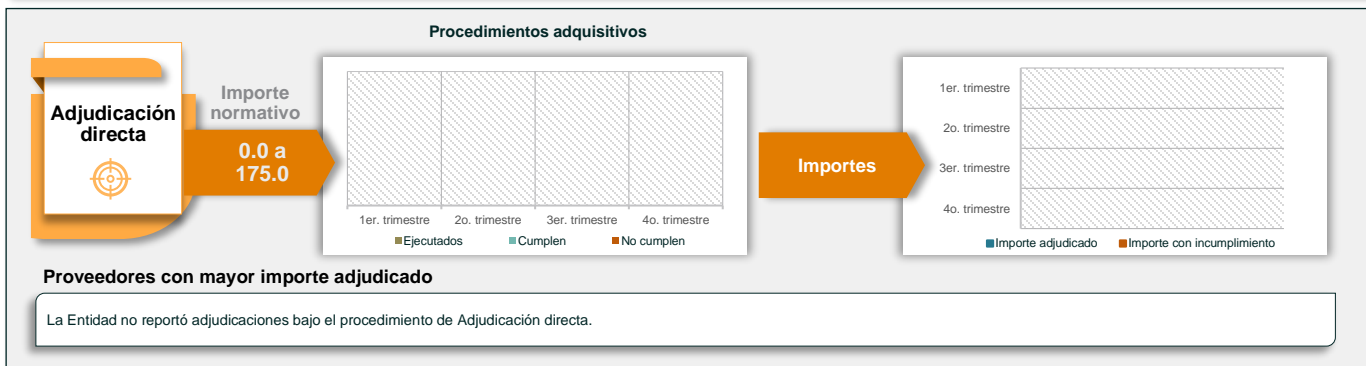 Procedimientos adquisitivos
Adjudicación
directa
Importe
normativo
0.0 a
175.0
1er. trimestre
2o. trimestre
3er. trimestre
4o. trimestre
Ejecutados
Cumplen
No cumplen
Importes
1er. trimestre
2o. trimestre
3er. trimestre
4o. trimestre
Importe adjudicado
Importe con incumplimiento
Proveedores con mayor importe adjudicado
La Entidad no reportó adjudicaciones bajo el procedimiento de Adjudicación directa.